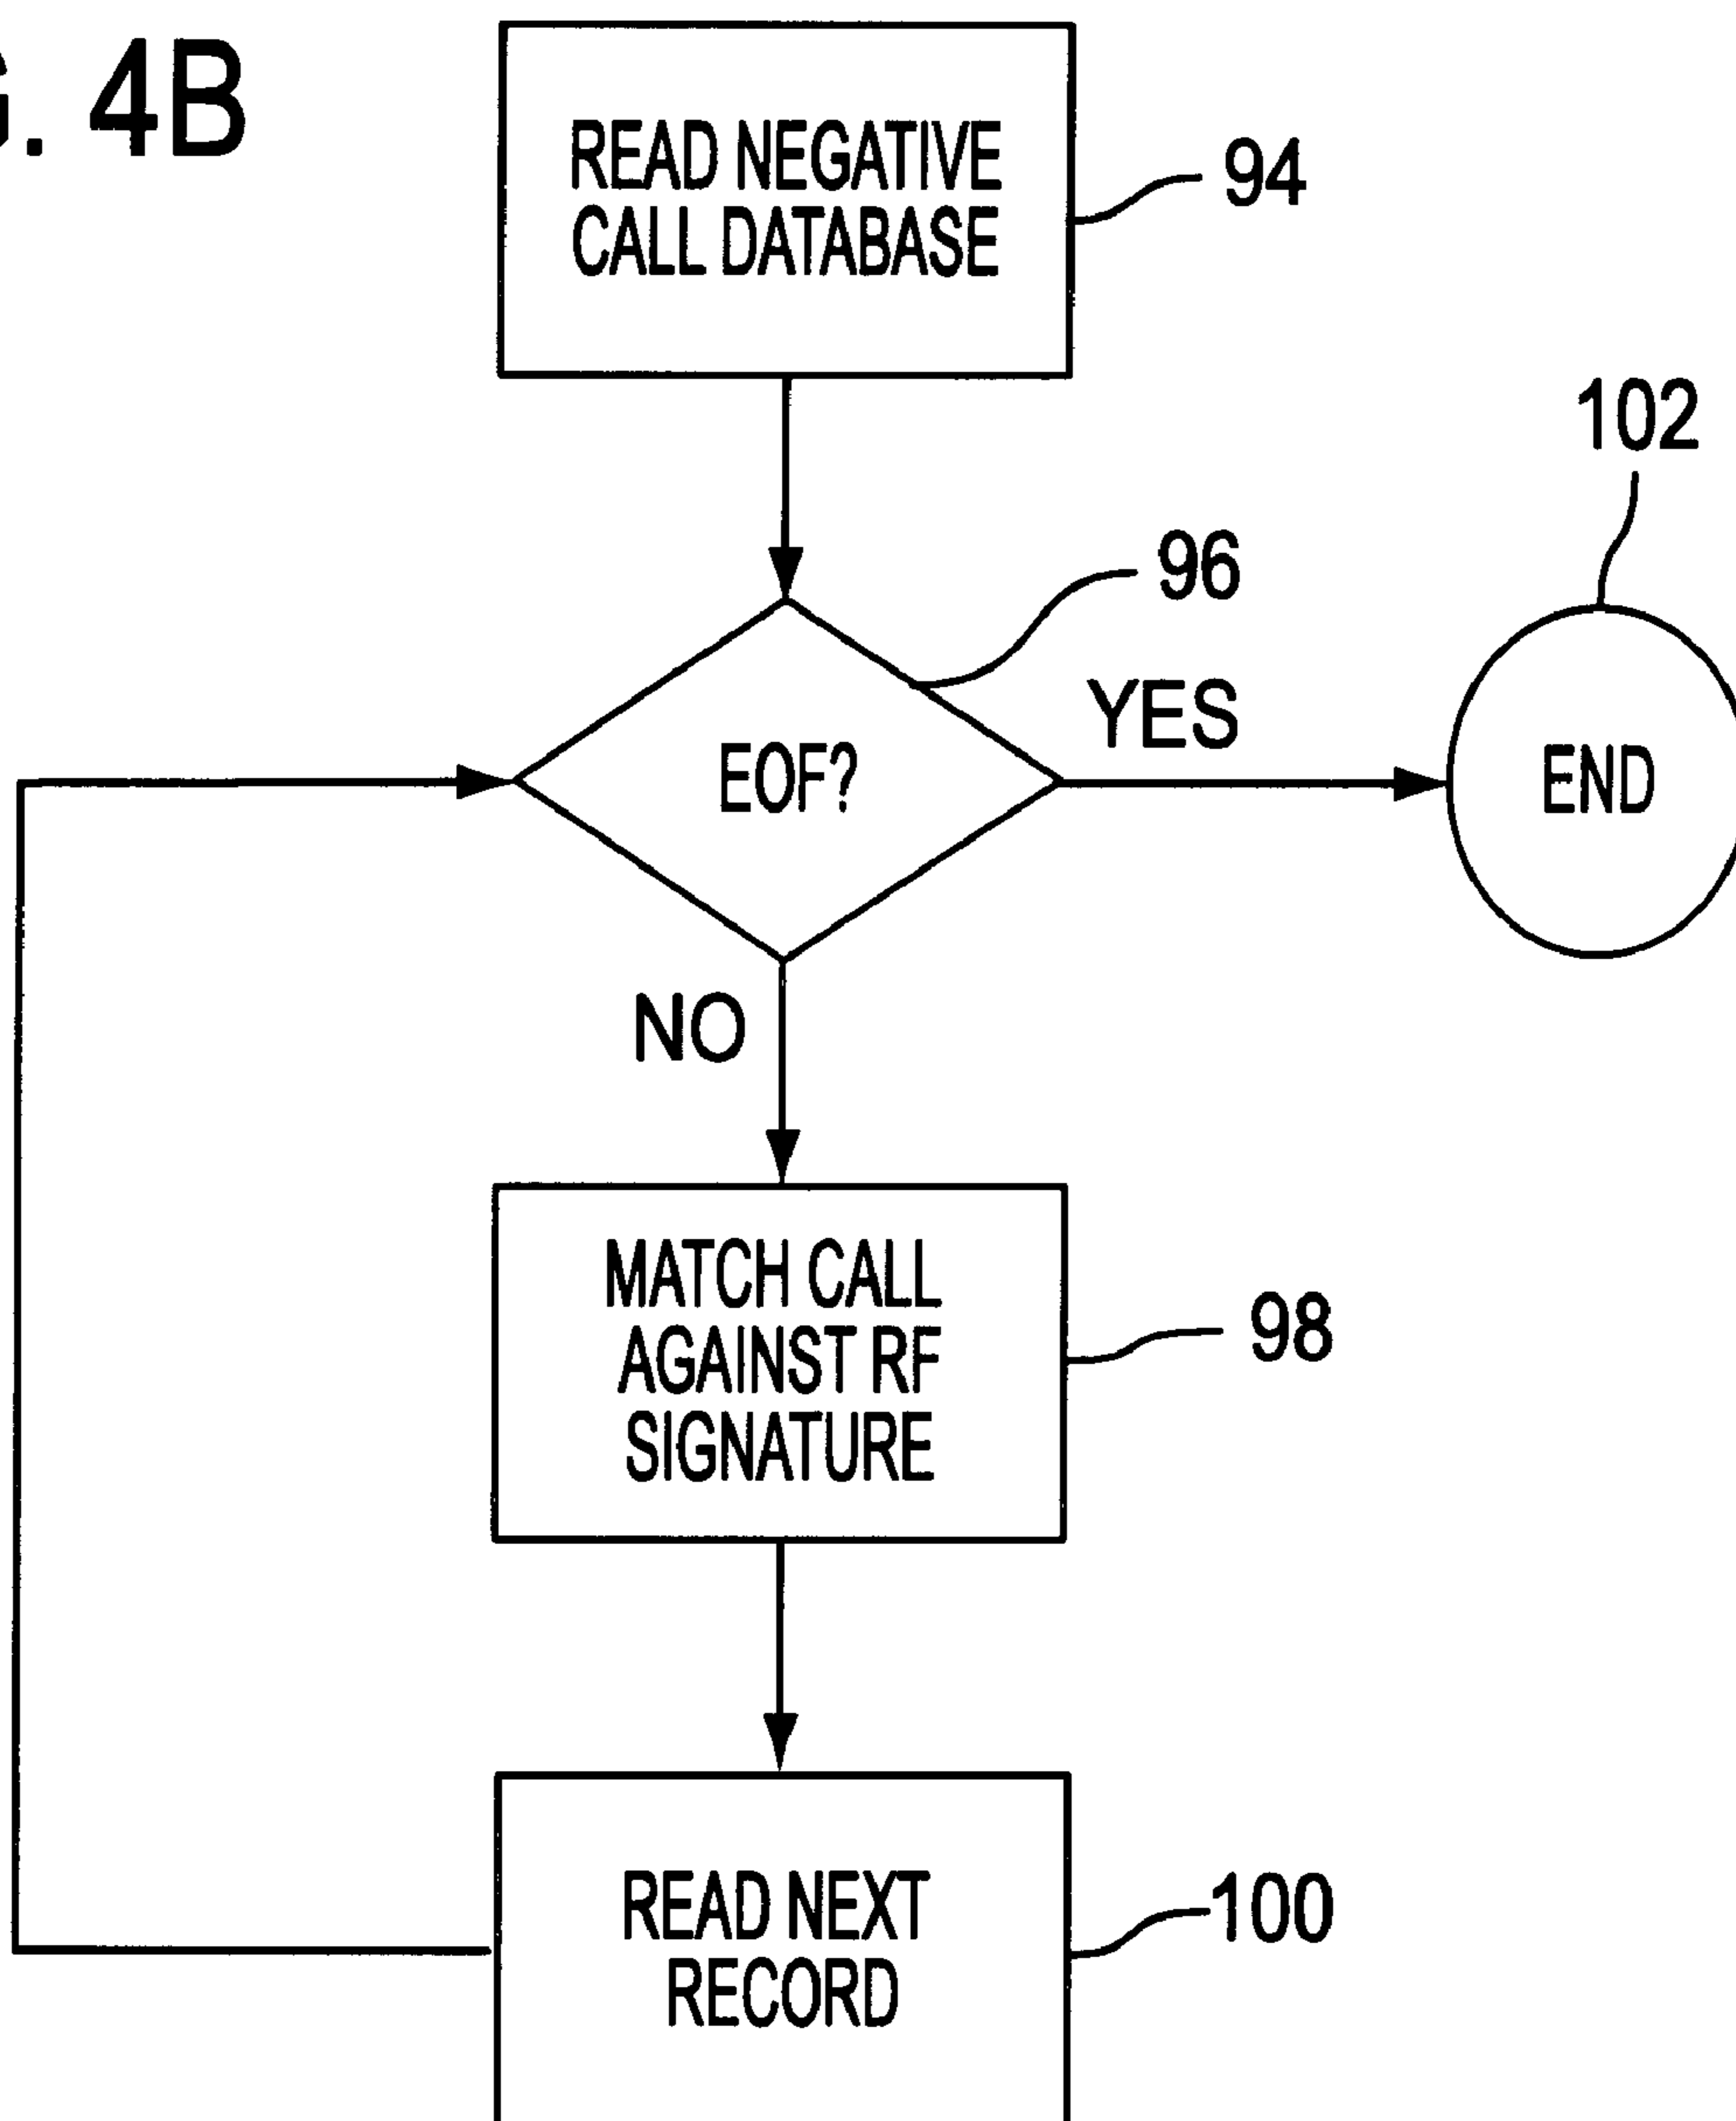 . 4B
READ NEGATIVE
CALL DATABASE
94
102
96
YES
EOF?
END
NO
MATCH CALL
AGAINST RF
SIGNATURE
98
READ NEXT
RECORD
100